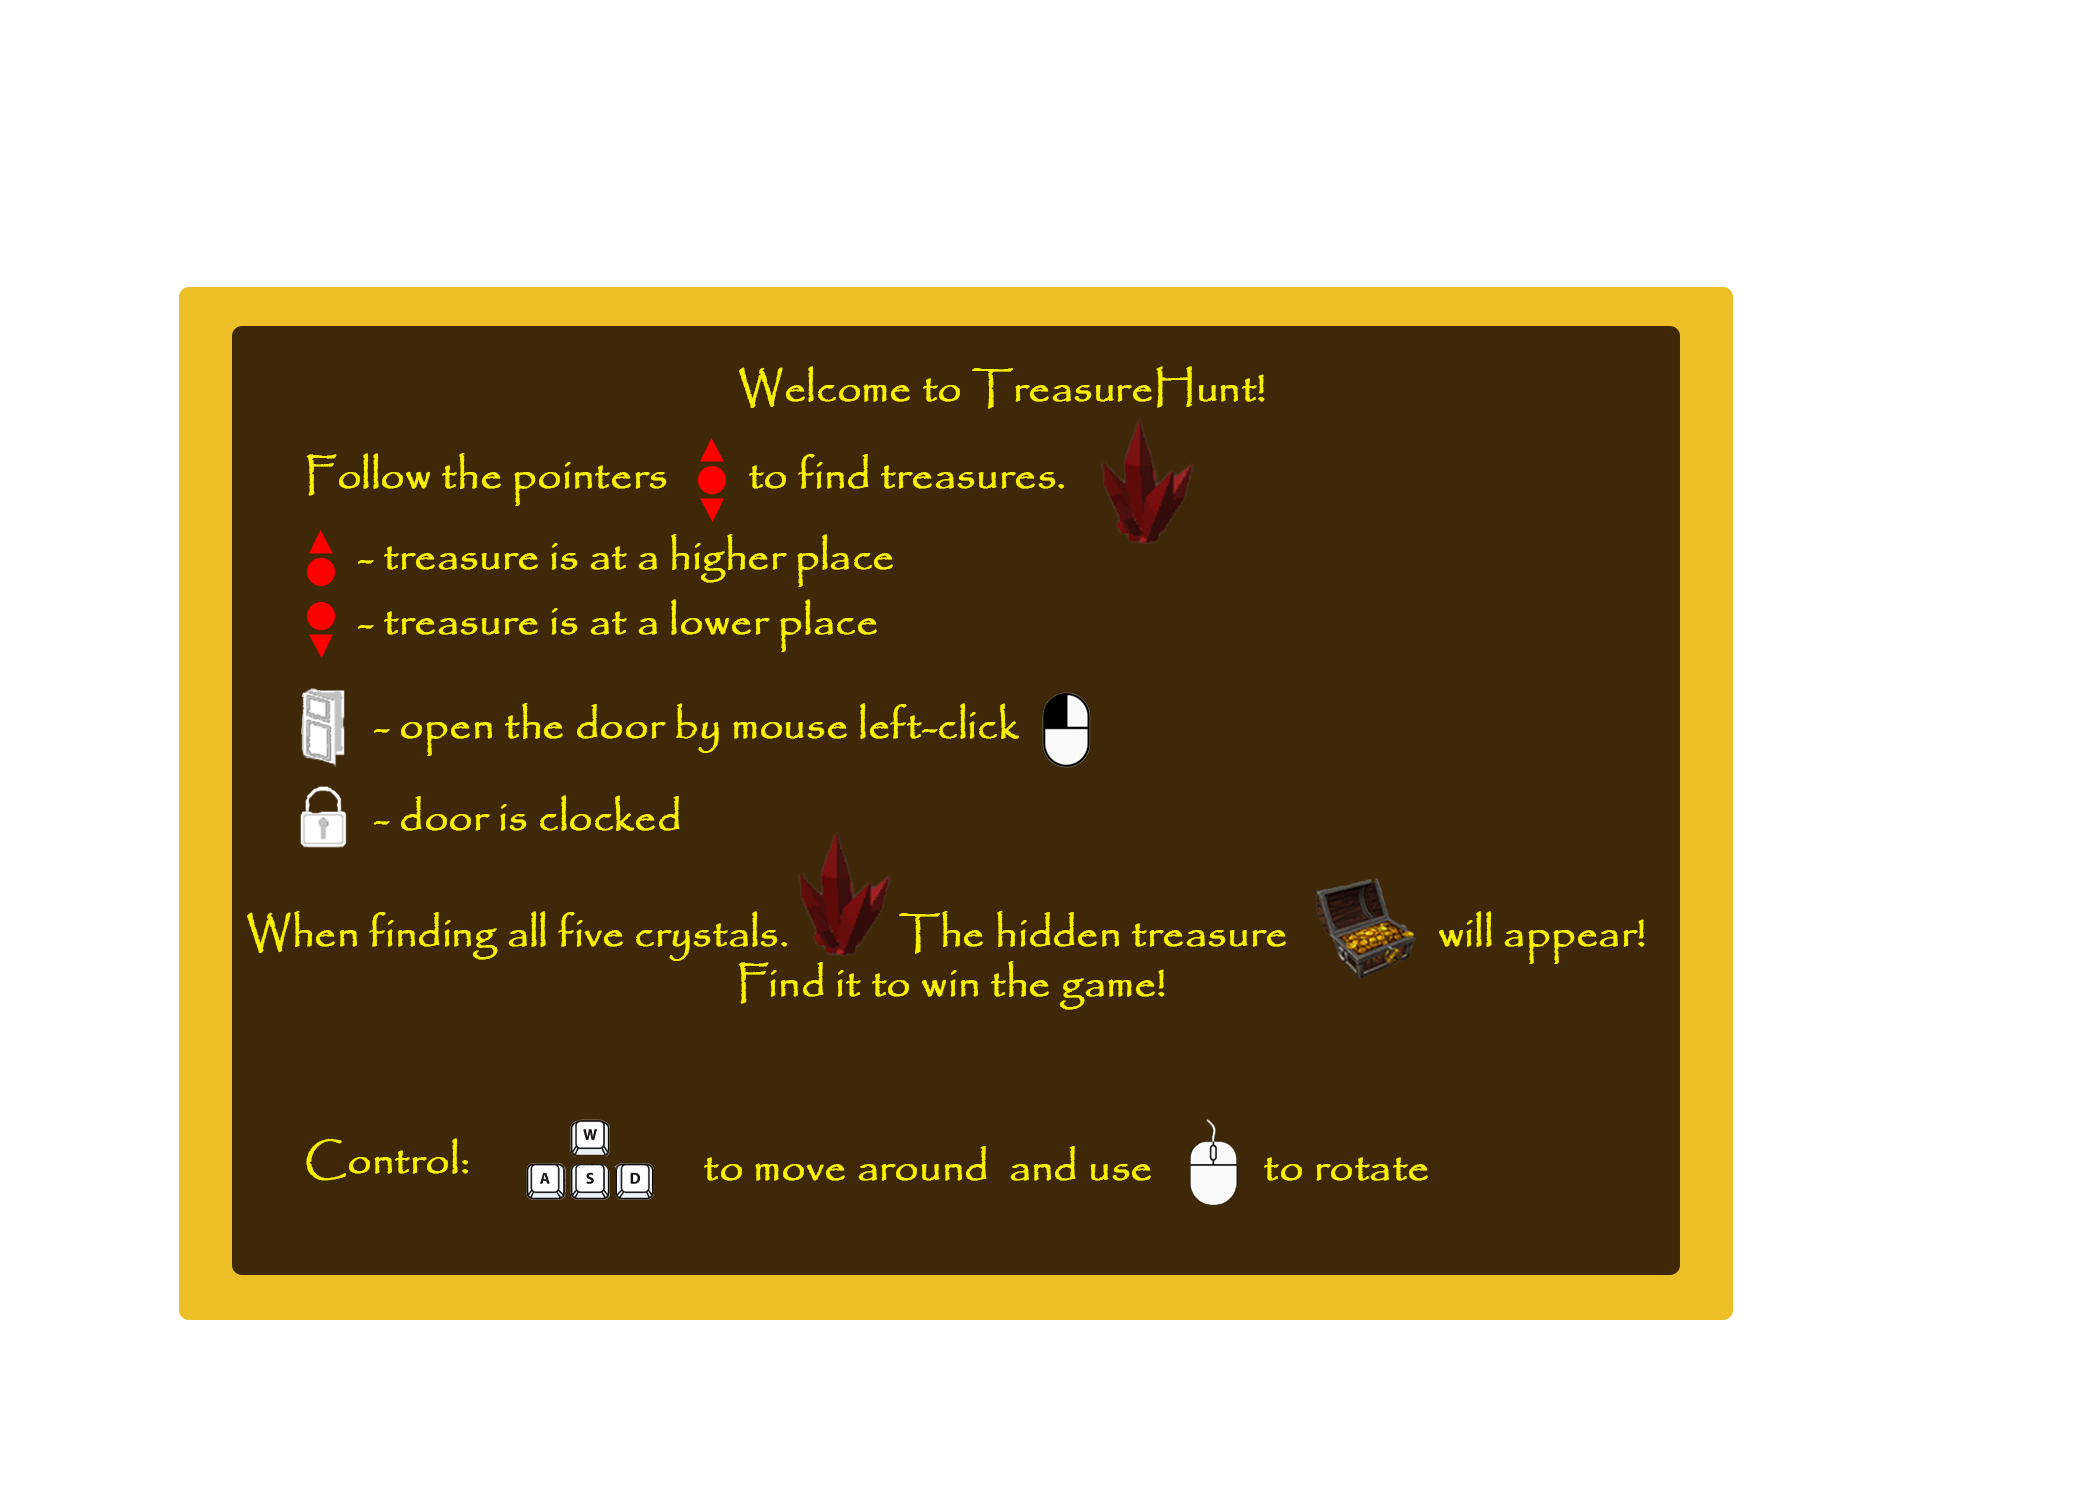 Welcome to TreasureHunt!
Follow the pointers to find treasures.
- treasure is at a higher place
- treasure is at a lower place
- open the door by mouse left-click
- door is clocked
When finding all five crystals. The hidden treasure will appear!
Find it to win the game!
W
Control: A S D to move around and use to rotate